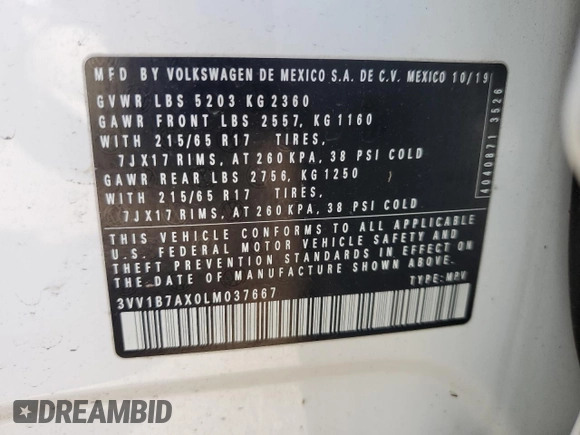 MFD BY VOLKSWAGEN DE MEXICO S.A. DE C.V. MEXICO 10/19
GVWR LBS 5203 KG 2360
GAWR FRONT LBS 2557, KG 1160
WITH 215/65 R17 TIRES,
7JX17 RIMS, AT 260 KPA, 38 PSI COLD
GAWR REAR LBS 2756, KG 1250
WITH 215/65 R17 TIRES,
7JX17 RIMS, AT 260 KPA, 38 PSI COLD
THIS VEHICLE CONFORMS TO ALL APPLICABLE
U.S. FEDERAL MOTOR VEHICLE SAFETY AND
THEFT PREVENTION STANDARDS IN EFFECT ON
THE DATE OF MANUFACTURE SHOWN ABOVE.
3VV1B7AX0LM037667 TYPE: MPV
4040871 3526
DREAMBID